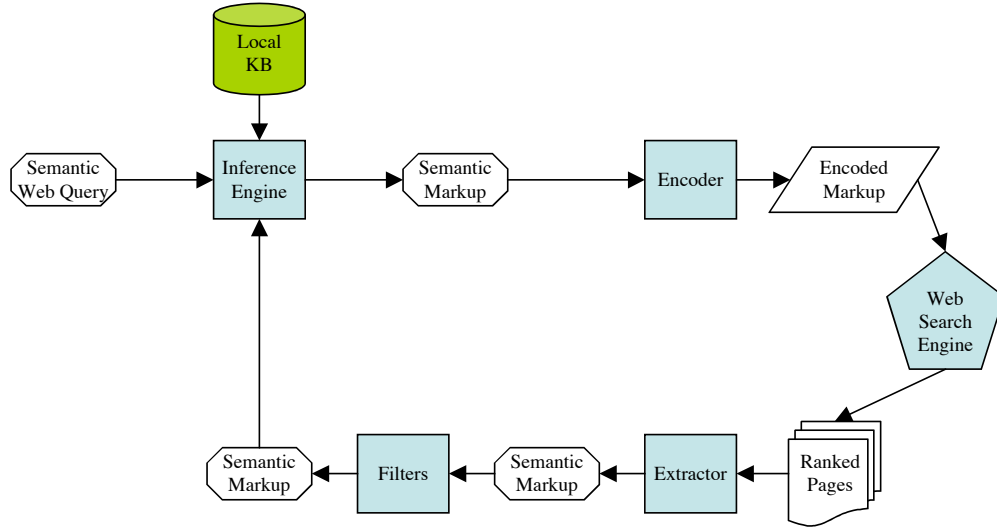 Local
KB
Semantic
Web Query
Inference
Engine
Semantic
Markup
Encoder
Encoded
Markup
Web
Search
Engine
Semantic
Markup
Filters
Semantic
Markup
Extractor
Ranked
Pages